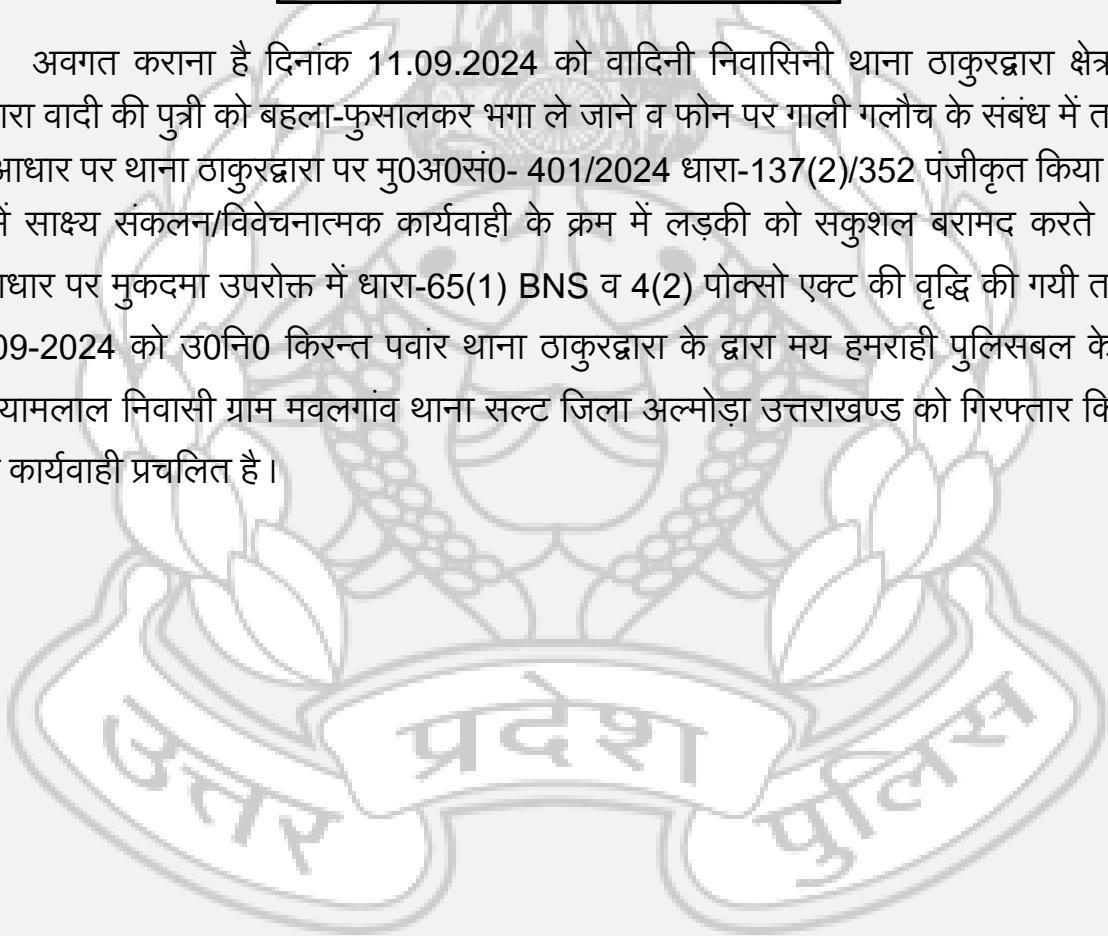 अवगत कराना है दिनांक 11.09.2024 को वादिनी निवासिनी थाना ठाकुरद्वारा क्षेत्र
रा वादी की पुत्री को बहला-फुसालकर भगा ले जाने व फोन पर गाली गलौच के संबंध में त
आधार पर थाना ठाकुरद्वारा पर मु0अ0सं0- 401/2024 धारा-137(2)/352 पंजीकृत किया
में साक्ष्य संकलन/विवेचनात्मक कार्यवाही के क्रम में लड़की को सकुशल बरामद करते
धार पर मुकदमा उपरोक्त में धारा-65(1) BNS व 4(2) पोक्सो एक्ट की वृद्धि की गयी त
09-2024 को उ0नि0 किरन्त पवांर थाना ठाकुरद्वारा के द्वारा मय हमराही पुलिसबल के
यामलाल निवासी ग्राम मवलगांव थाना सल्ट जिला अल्मोड़ा उत्तराखण्ड को गिरफ्तार कि
कार्यवाही प्रचलित है।
उत्तर प्रदेश पुलिस